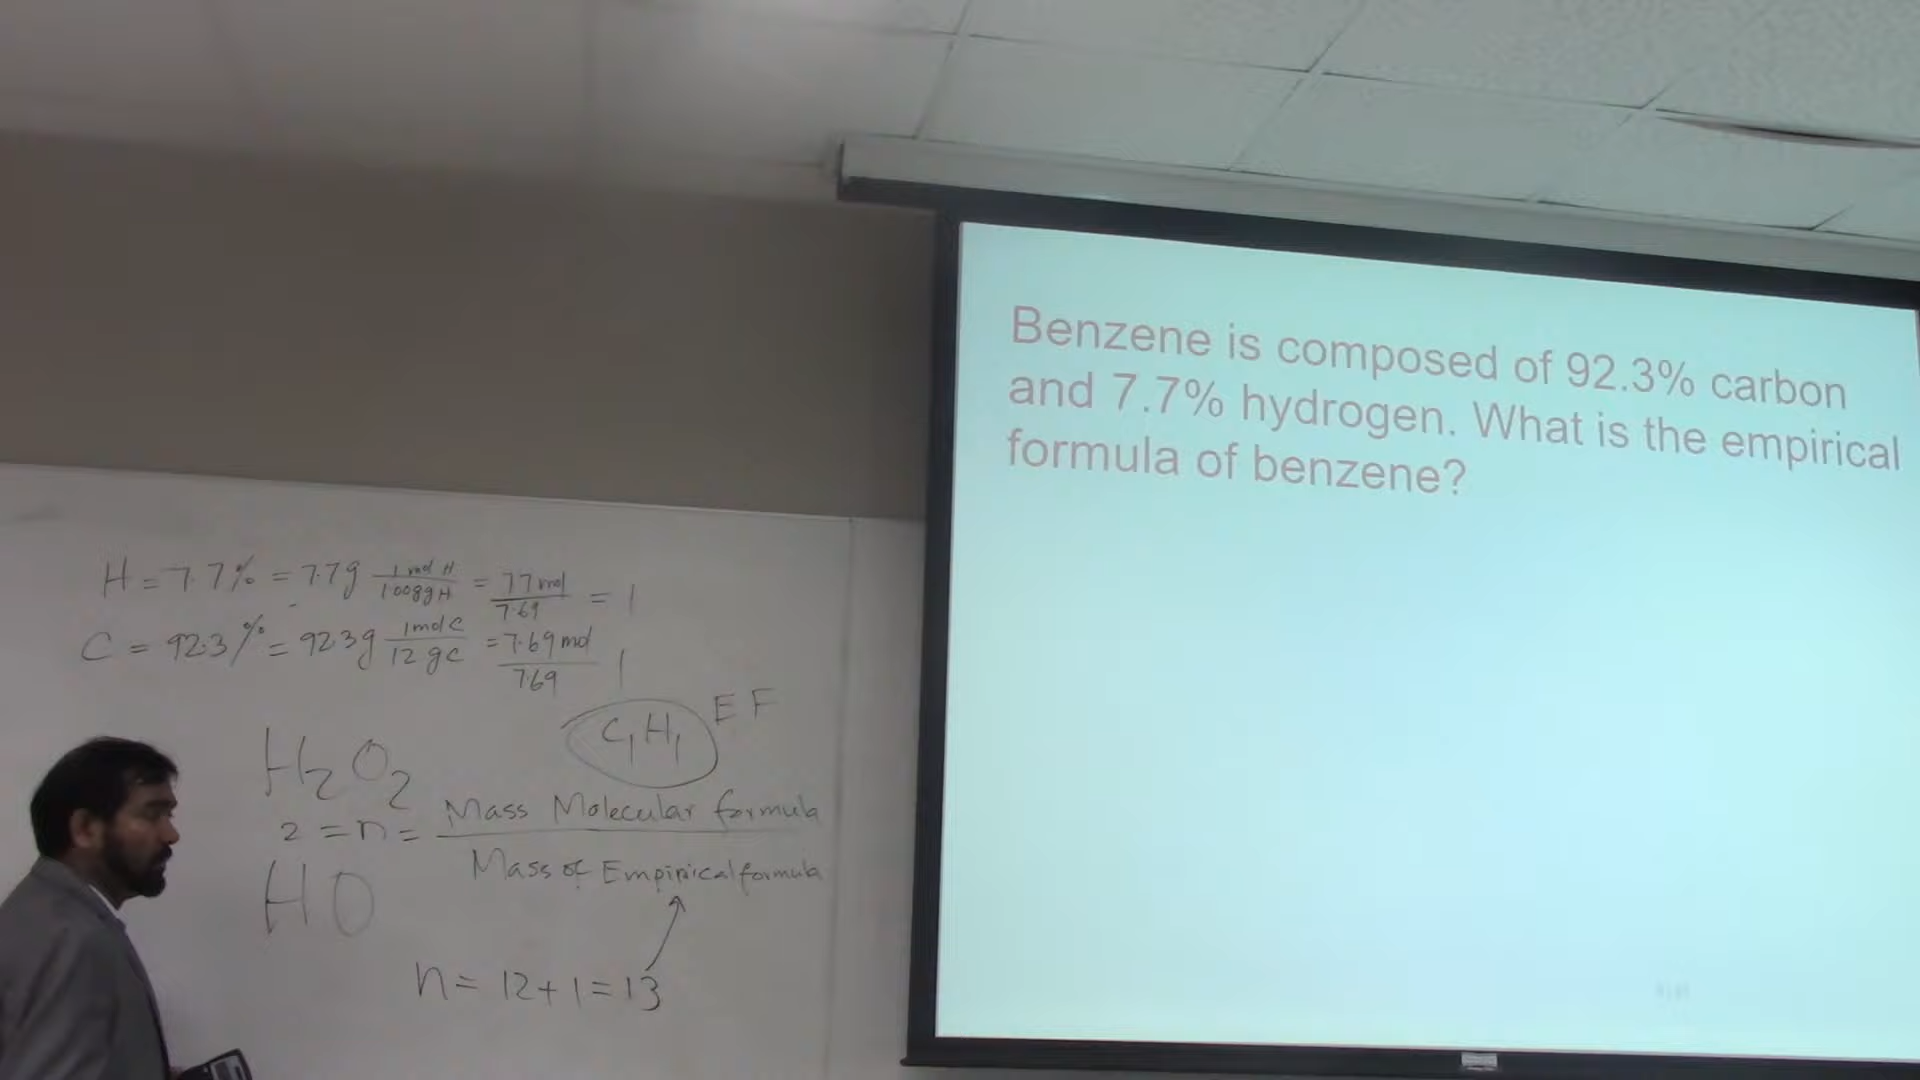 H = 7.7% = 7.7g 1 mol H / 1.008g H = 7.7 mol / 7.69 = 1
C = 92.3% = 92.3g 1 mol C / 12 g C = 7.69 mol / 7.69 1
C1H1 E F
H2O2
2 = n = Mass Molecular formula / Mass of Empirical formula
HO
n = 12 + 1 = 13
Benzene is composed of 92.3% carbon
and 7.7% hydrogen. What is the empirical
formula of benzene?